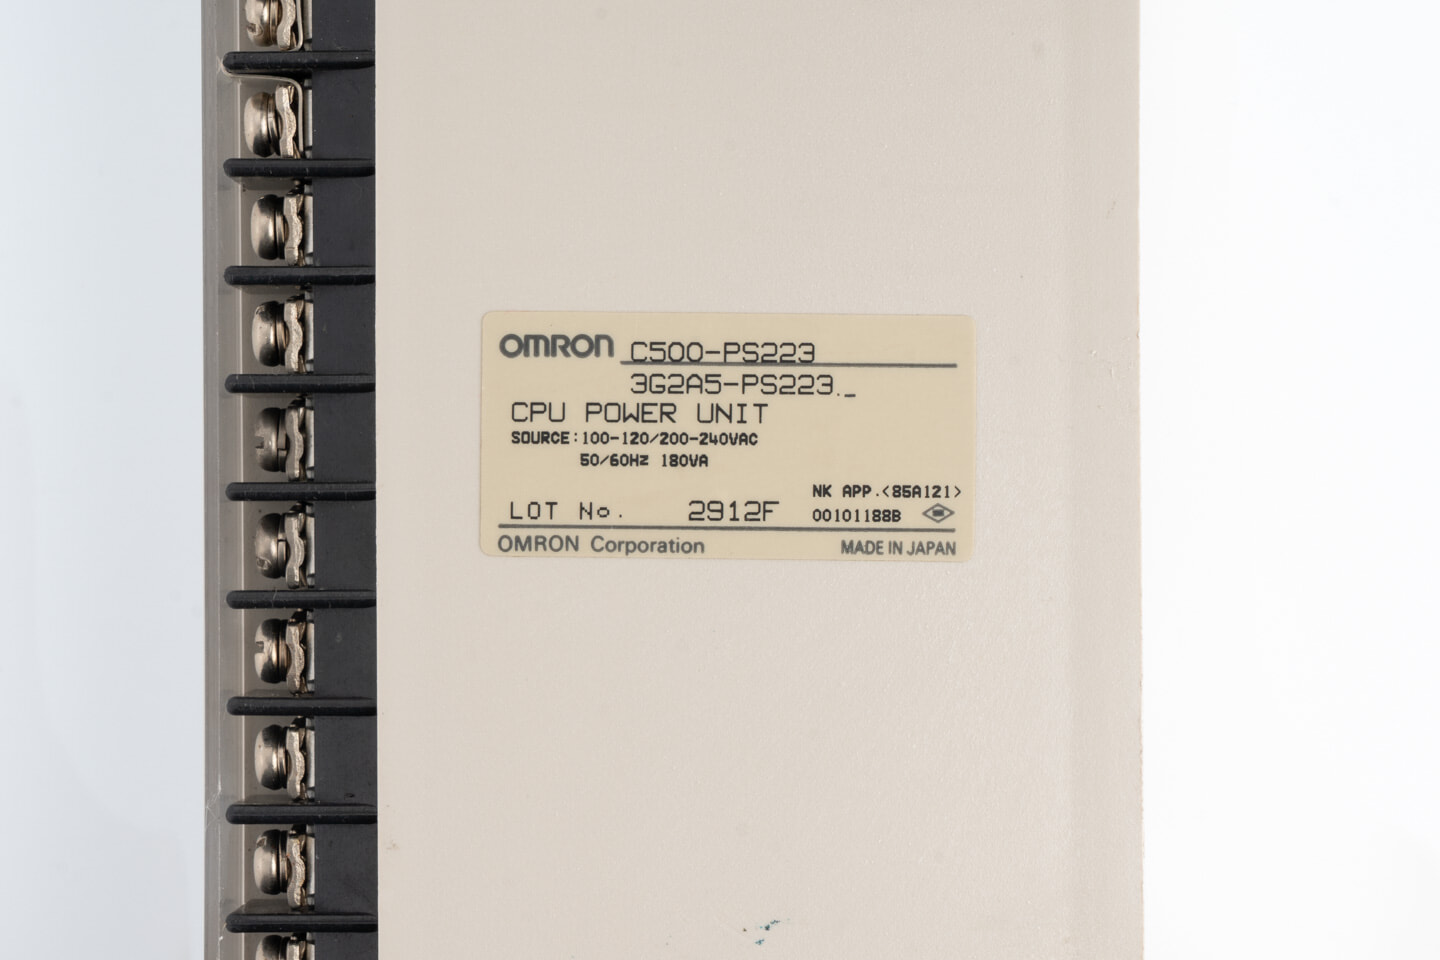 OMRON C500-PS223
3G2A5-PS223._
CPU POWER UNIT
SOURCE:100-120/200-240VAC
50/60Hz 180VA
NK APP.<85A121>
LOT No. 2912F 00101188B
OMRON Corporation MADE IN JAPAN